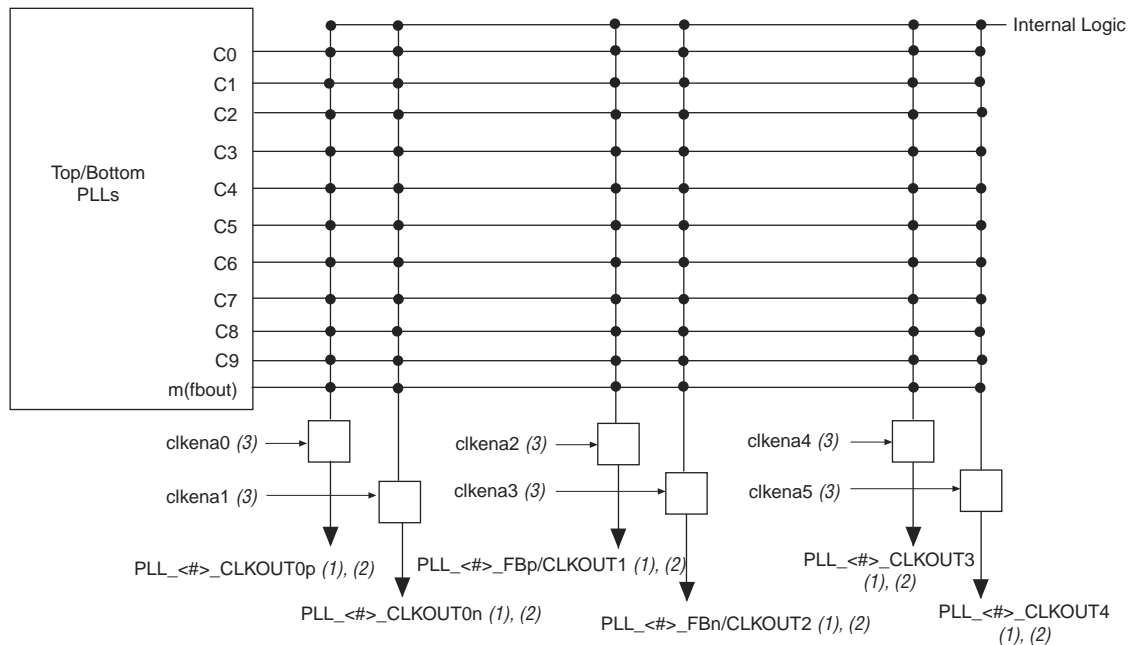 Internal Logic
C0
C1
C2
C3
Top/Bottom
PLLs
C4
C5
C6
C7
C8
C9
m(fbout)
clkena0 (3)
clkena2 (3)
clkena4 (3)
clkena1 (3)
clkena3 (3)
clkena5 (3)
PLL_<#>_CLKOUT0p (1), (2)
PLL_<#>_FBp/CLKOUT1 (1), (2)
PLL_<#>_CLKOUT3
(1), (2)
PLL_<#>_CLKOUT0n (1), (2)
PLL_<#>_FBn/CLKOUT2 (1), (2)
PLL_<#>_CLKOUT4
(1), (2)